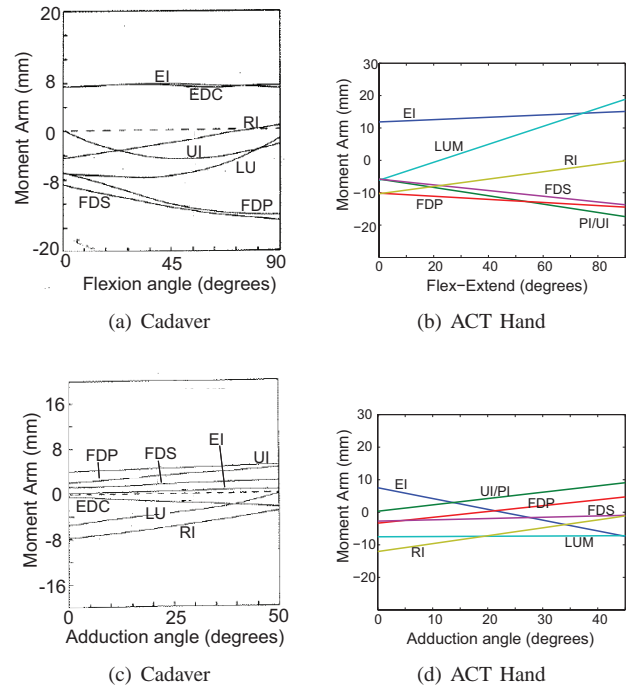 20
8
0
-8
-20
Moment Arm (mm)
EI
EDC
RI
UI
LU
FDS
FDP
0
45
90
Flexion angle (degrees)
(a) Cadaver
30
20
10
0
−10
−20
Moment Arm (mm)
EI
LUM
RI
FDS
FDP
PI/UI
0
20
40
60
80
Flex−Extend (degrees)
(b) ACT Hand
16
8
0
-8
-16
Moment Arm (mm)
FDP
FDS
EI
UI
EDC
LU
RI
0
25
50
Adduction angle (degrees)
(c) Cadaver
30
20
10
0
−10
−20
Moment Arm (mm)
EI
UI/PI
FDP
FDS
RI
LUM
0
10
20
30
40
Adduction angle (degrees)
(d) ACT Hand